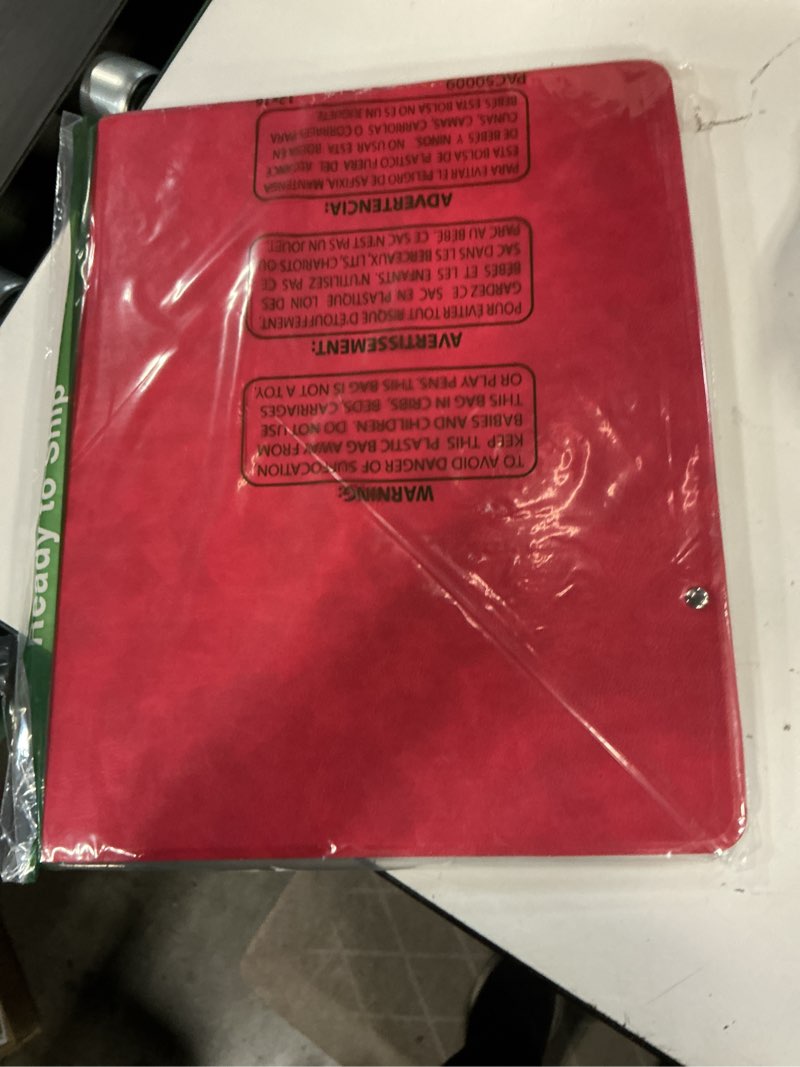 WARNING:
TO AVOID DANGER OF SUFFOCATION
KEEP THIS PLASTIC BAG AWAY FROM
BABIES AND CHILDREN. DO NOT USE
THIS BAG IN CRIBS, BEDS, CARRIAGES
OR PLAY PENS. THIS BAG IS NOT A TOY.
AVERTISSEMENT:
POUR EVITER TOUT RISQUE D'ETOUFFEMENT,
GARDEZ CE SAC EN PLASTIQUE LOIN DES
BEBES ET LES ENFANTS. N'UTILISEZ PAS CE
SAC DANS LES BERCEAUX, LITS, CHARIOTS OU
PARC AU BEBE. CE SAC N'EST PAS UN JOUET.
ADVERTENCIA:
PARA EVITAR EL PELIGRO DE ASFIXIA, MANTENGA
ESTA BOLSA DE PLASTICO FUERA DEL ALCANCE
DE BEBES Y NINOS. NO USAR ESTA BOLSA EN
CUNAS, CAMAS, CARRIOLAS O CORRALES PARA
BEBES ESTA BOLSA NO ES UN JUGUETE
PACS0009 12x16
Ready to Ship